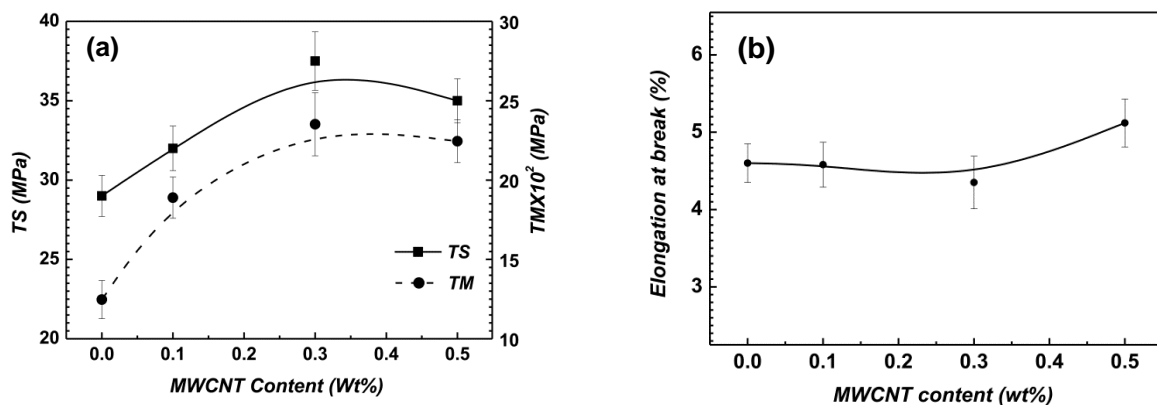 (a)
40
35
30
25
20
TS (MPa)
30
25
20
15
10
TMX10² (MPa)
TS
TM
0.0 0.1 0.2 0.3 0.4 0.5
MWCNT Content (Wt%)
(b)
6
5
4
3
Elongation at break (%)
0.0 0.1 0.2 0.3 0.4 0.5
MWCNT content (wt%)